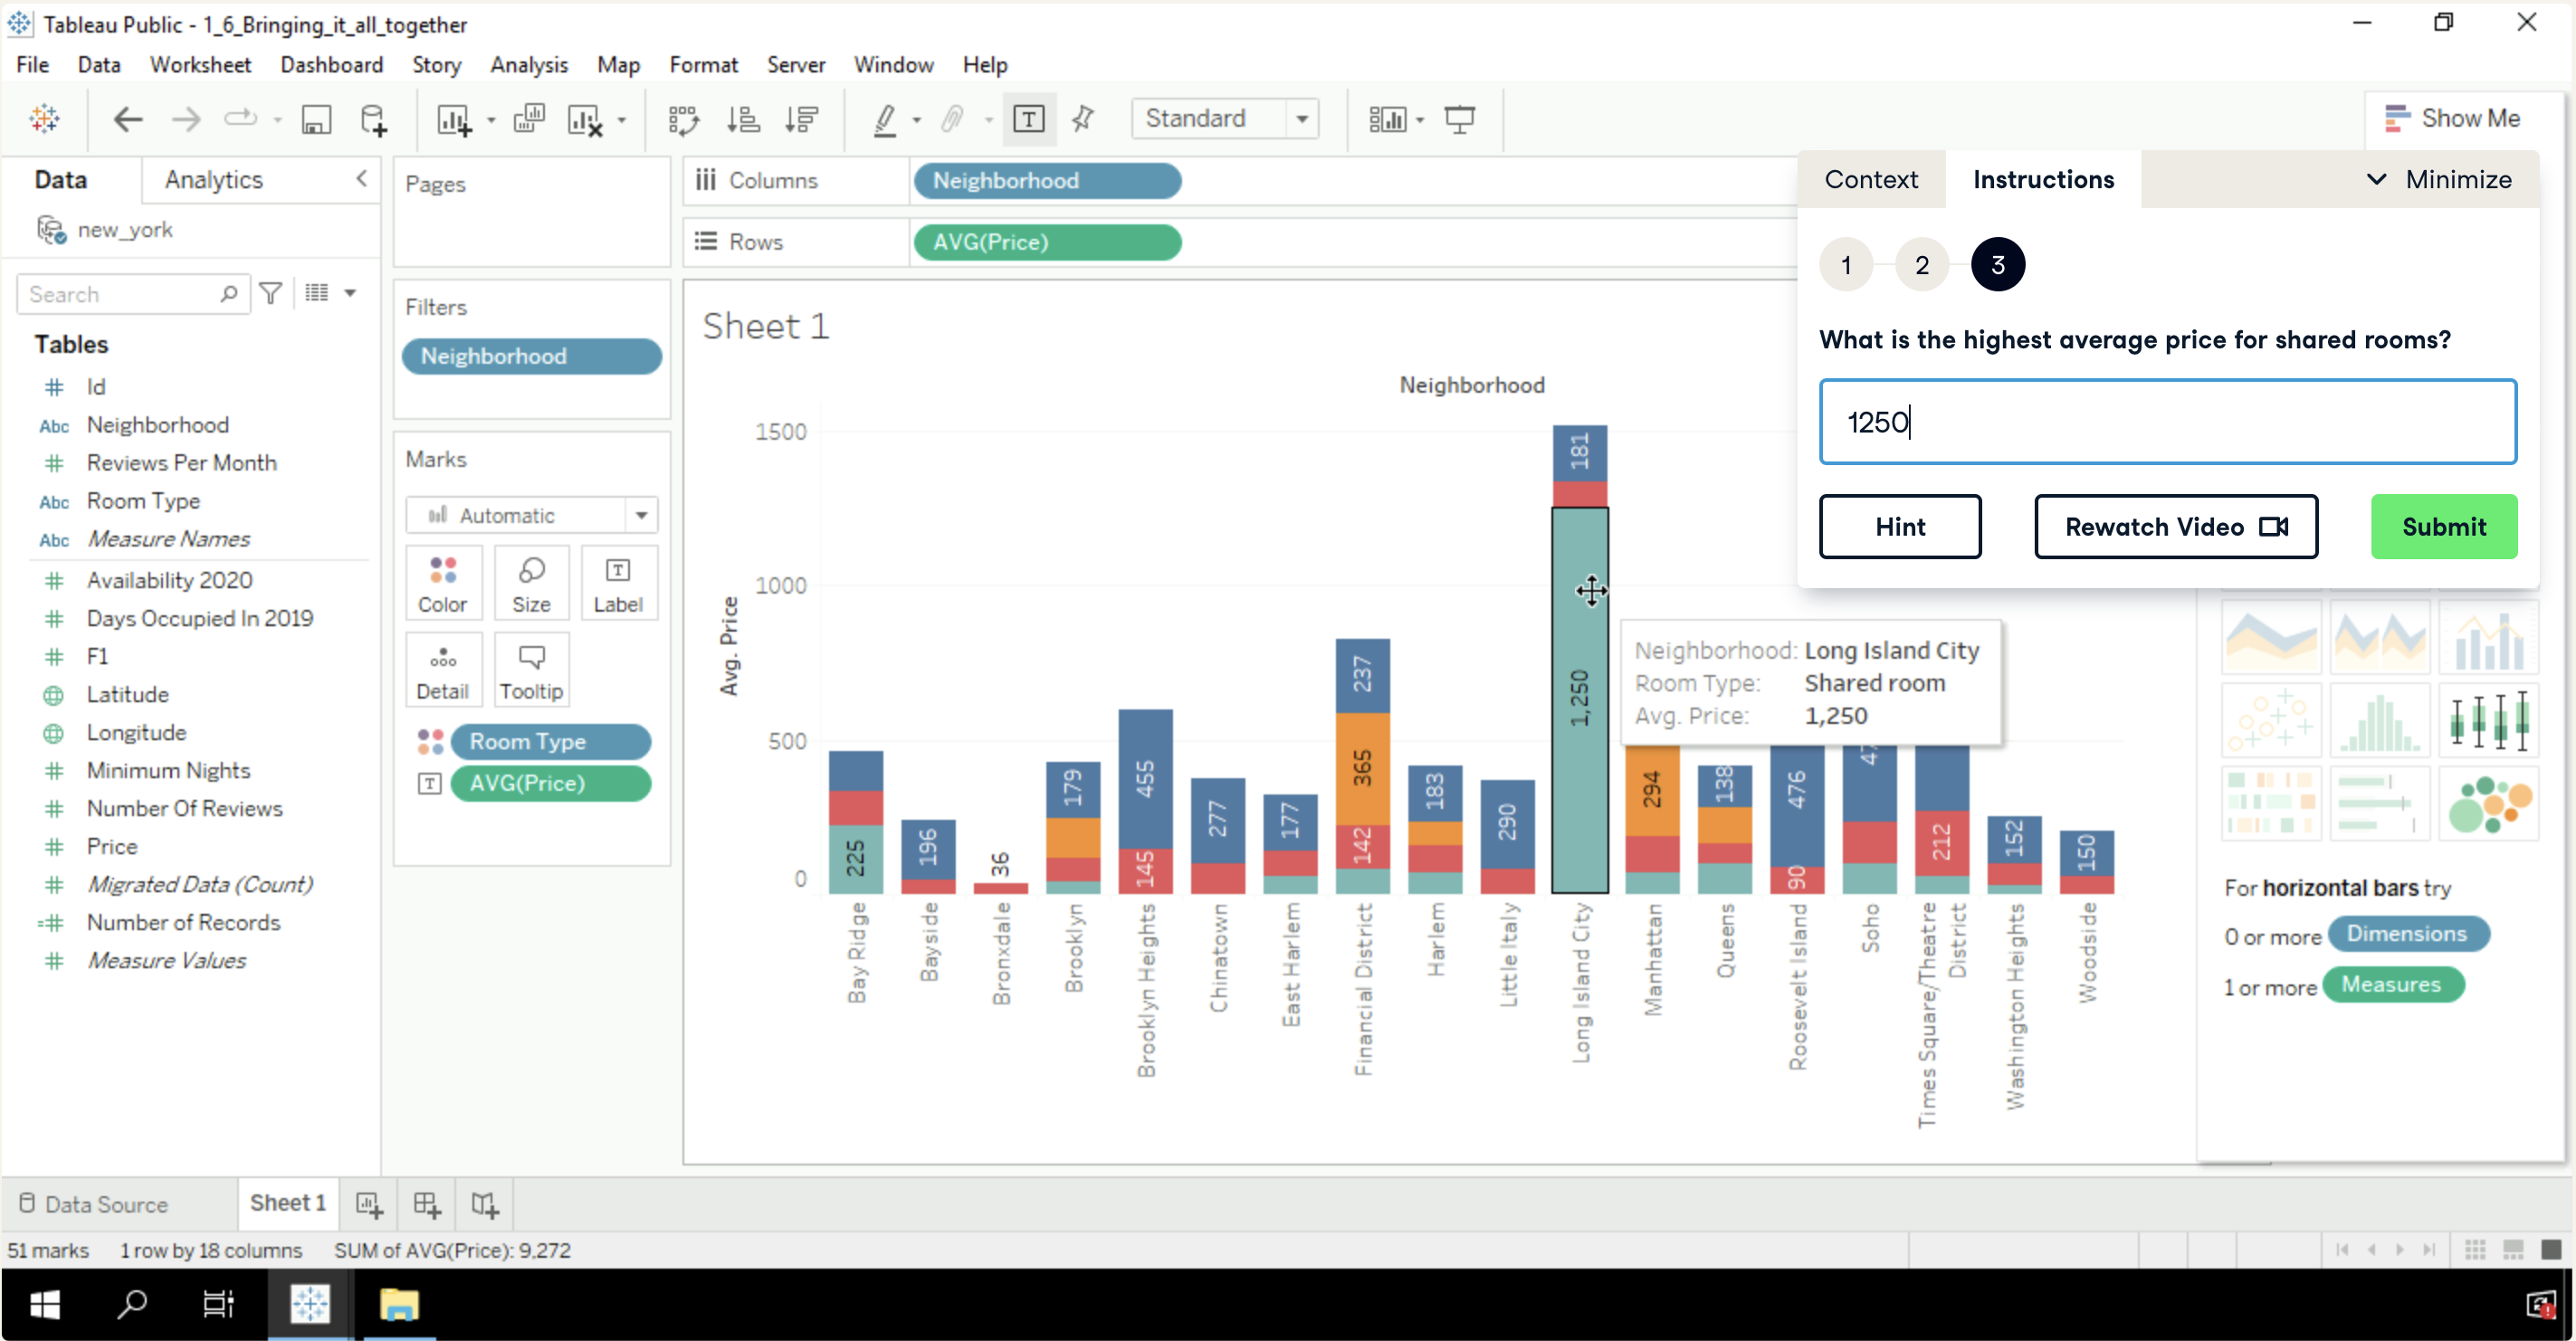 Tableau Public - 1_6_Bringing_it_all_together
File Data Worksheet Dashboard Story Analysis Map Format Server Window Help
Standard
Show Me
Data Analytics
new_york
Search
Tables
Id
Abc Neighborhood
Reviews Per Month
Abc Room Type
Abc Measure Names
Availability 2020
Days Occupied In 2019
F1
Latitude
Longitude
Minimum Nights
Number Of Reviews
Price
Migrated Data (Count)
Number of Records
Measure Values
Pages
Filters
Neighborhood
Marks
Automatic
Color Size Label
Detail Tooltip
Room Type
AVG(Price)
Columns Neighborhood
Rows AVG(Price)
Sheet 1
Neighborhood
Avg. Price
1500
1000
500
0
225
196
36
179
455
145
277
177
237
365
142
183
290
181
1,250
294
138
476
90
47
212
152
150
Bay Ridge
Bayside
Bronxdale
Brooklyn
Brooklyn Heights
Chinatown
East Harlem
Financial District
Harlem
Little Italy
Long Island City
Manhattan
Queens
Roosevelt Island
Soho
Times Square/Theatre
District
Washington Heights
Woodside
Neighborhood: Long Island City
Room Type: Shared room
Avg. Price: 1,250
Context Instructions Minimize
1 2 3
What is the highest average price for shared rooms?
1250
Hint Rewatch Video Submit
For horizontal bars try
0 or more Dimensions
1 or more Measures
Data Source Sheet 1
51 marks 1 row by 18 columns SUM of AVG(Price): 9,272